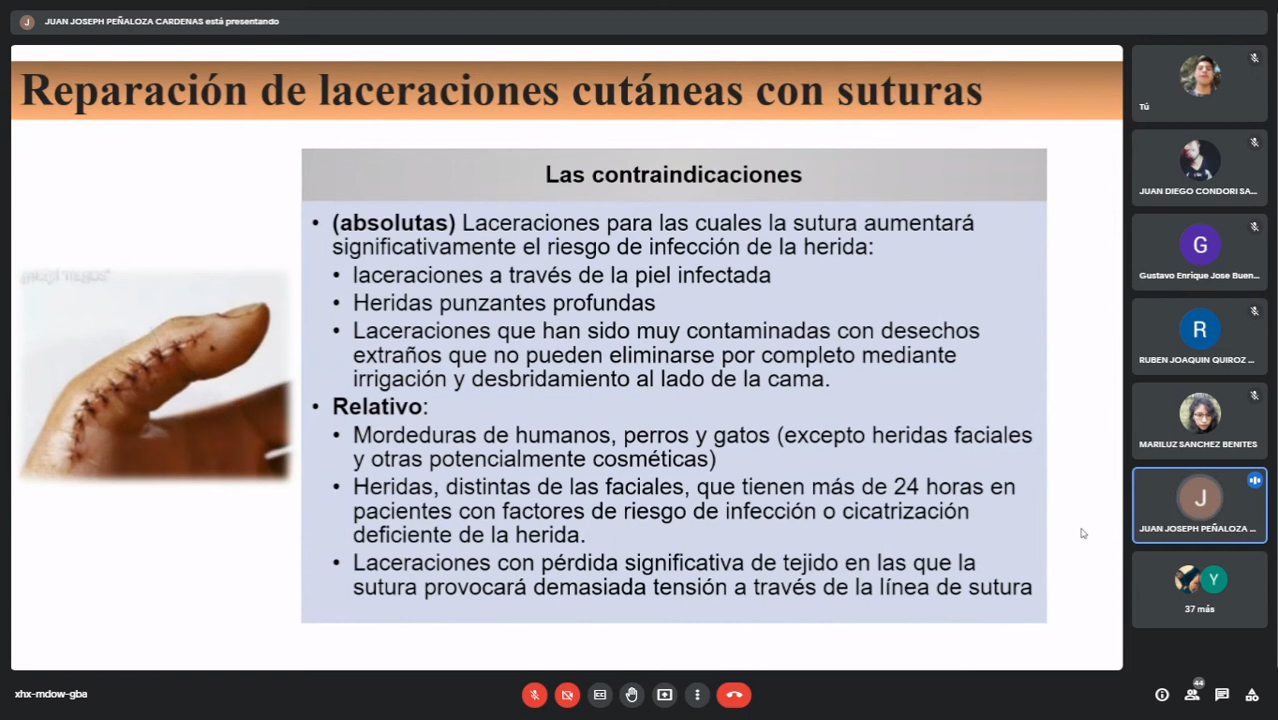 JUAN JOSEPH PEÑALOZA CARDENAS está presentando
J
Reparación de laceraciones cutáneas con suturas
Las contraindicaciones
• (absolutas) Laceraciones para las cuales la sutura aumentará
significativamente el riesgo de infección de la herida:
• laceraciones a través de la piel infectada
• Heridas punzantes profundas
• Laceraciones que han sido muy contaminadas con desechos
extraños que no pueden eliminarse por completo mediante
irrigación y desbridamiento al lado de la cama.
• Relativo:
• Mordeduras de humanos, perros y gatos (excepto heridas faciales
y otras potencialmente cosméticas)
• Heridas, distintas de las faciales, que tienen más de 24 horas en
pacientes con factores de riesgo de infección o cicatrización
deficiente de la herida.
• Laceraciones con pérdida significativa de tejido en las que la
sutura provocará demasiada tensión a través de la línea de sutura
Tú
JUAN DIEGO CONDORI SA...
G
Gustavo Enrique Jose Buen...
R
RUBEN JOAQUIN QUIROZ ...
MARILUZ SANCHEZ BENITES
J
JUAN JOSEPH PEÑALOZA ...
Y
37 más
xhx-mdow-gba
44